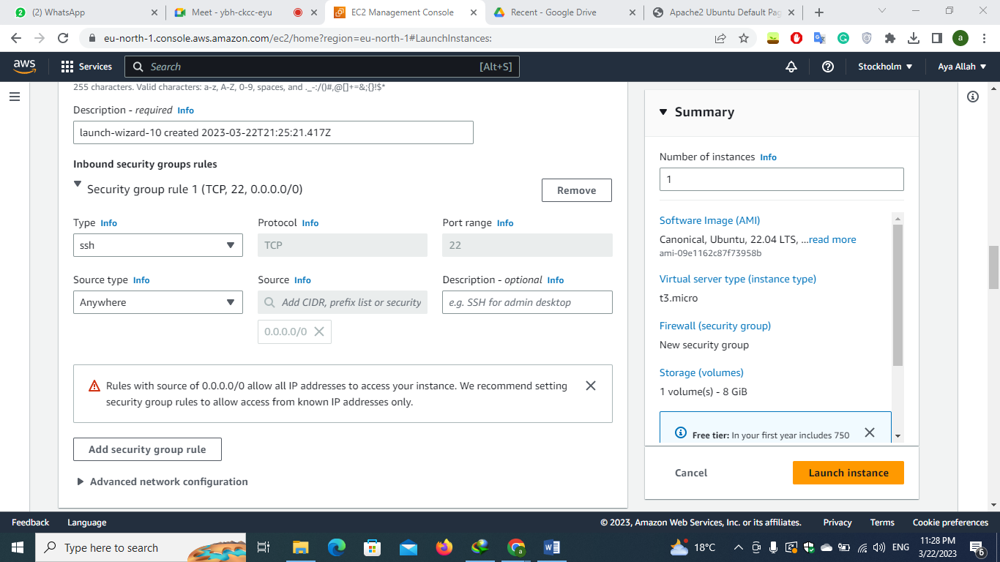 (2) WhatsApp
Meet - ybh-ckcc-eyu
EC2 Management Console
Recent - Google Drive
Apache2 Ubuntu Default Pag
eu-north-1.console.aws.amazon.com/ec2/home?region=eu-north-1#LaunchInstances:
a
aws
Services
Search
[Alt+S]
Stockholm
Aya Allah
255 characters. Valid characters: a-z, A-Z, 0-9, spaces, and ._-:/()#,@[]+=&;{}!$*
Description - required Info
launch-wizard-10 created 2023-03-22T21:25:21.417Z
Inbound security groups rules
Security group rule 1 (TCP, 22, 0.0.0.0/0)
Remove
Type Info
Protocol Info
Port range Info
ssh
TCP
22
Source type Info
Source Info
Description - optional Info
Anywhere
Add CIDR, prefix list or security
e.g. SSH for admin desktop
0.0.0.0/0
Rules with source of 0.0.0.0/0 allow all IP addresses to access your instance. We recommend setting
security group rules to allow access from known IP addresses only.
Add security group rule
Advanced network configuration
Summary
Number of instances Info
1
Software Image (AMI)
Canonical, Ubuntu, 22.04 LTS, ...read more
ami-09e1162c87f73958b
Virtual server type (instance type)
t3.micro
Firewall (security group)
New security group
Storage (volumes)
1 volume(s) - 8 GiB
Free tier: In your first year includes 750
Cancel
Launch instance
Feedback
Language
© 2023, Amazon Web Services, Inc. or its affiliates.
Privacy
Terms
Cookie preferences
Type here to search
18°C
ENG
11:28 PM
3/22/2023
6